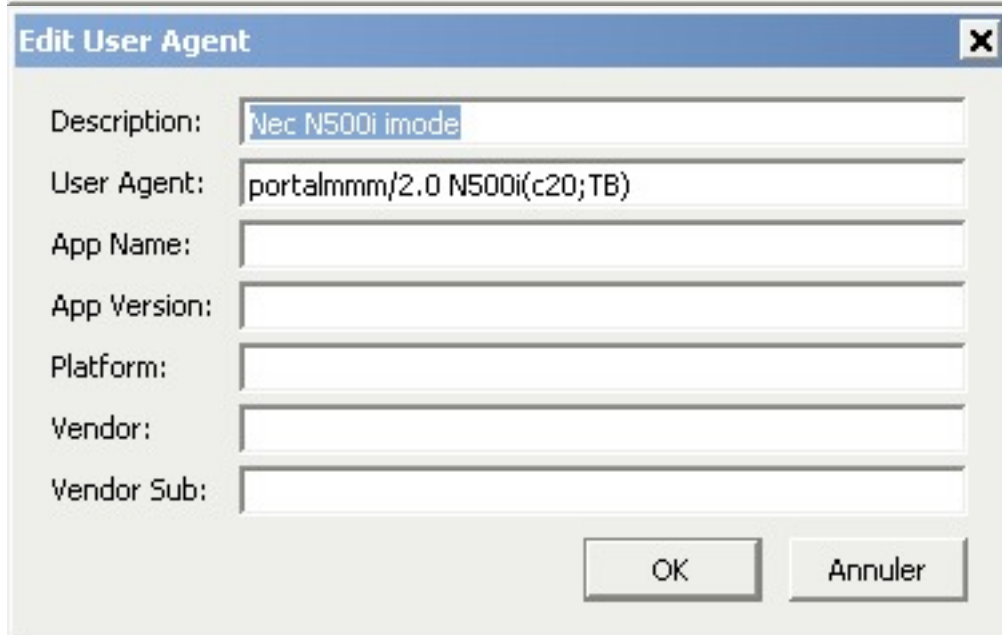 Edit User Agent
Description: Nec N500i imode
User Agent: portalmmm/2.0 N500i(c20;TB)
App Name:
App Version:
Platform:
Vendor:
Vendor Sub:
OK Annuler